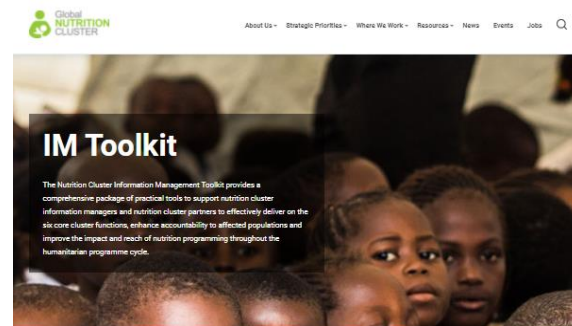 Global
NUTRITION
CLUSTER
About Us
Strategic Priorities
Where We Work
Resources
News
Events
Jobs
IM Toolkit
The Nutrition Cluster Information Management Toolkit provides a
comprehensive package of practical tools to support nutrition cluster
information managers and nutrition cluster partners to effectively deliver on the
six core cluster functions, enhance accountability to affected populations and
improve the impact and reach of nutrition programming throughout the
humanitarian programme cycle.